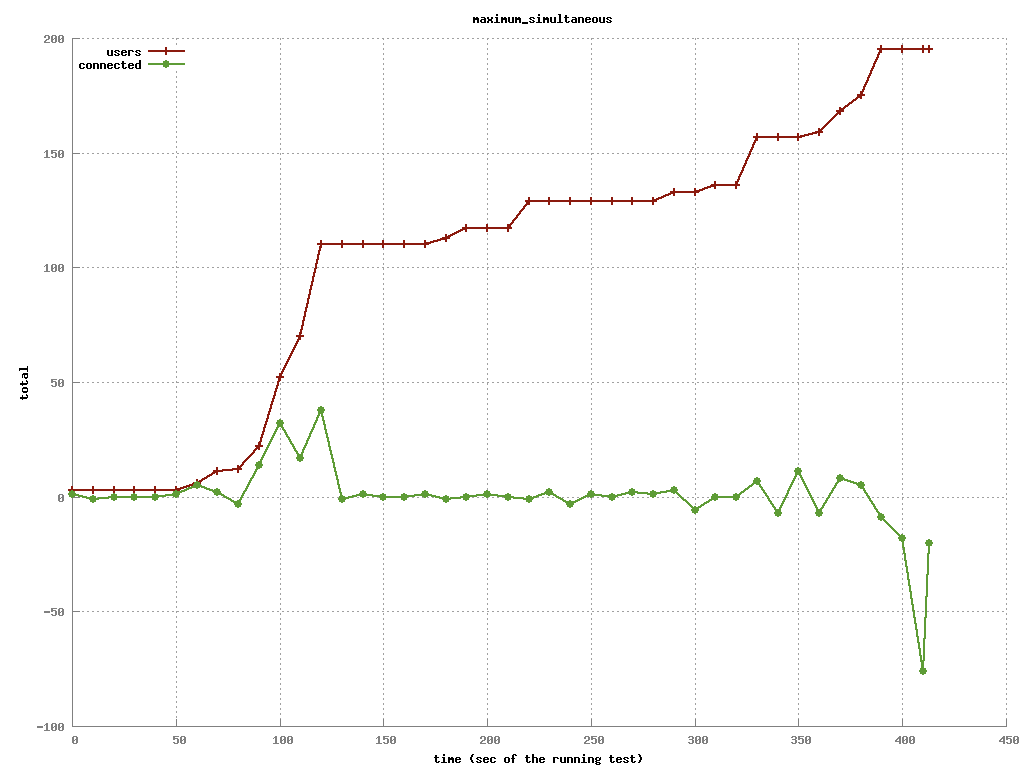 maximum_simultaneous
200
users
connected
150
100
total
50
0
-50
-100
0 50 100 150 200 250 300 350 400 450
time (sec of the running test)